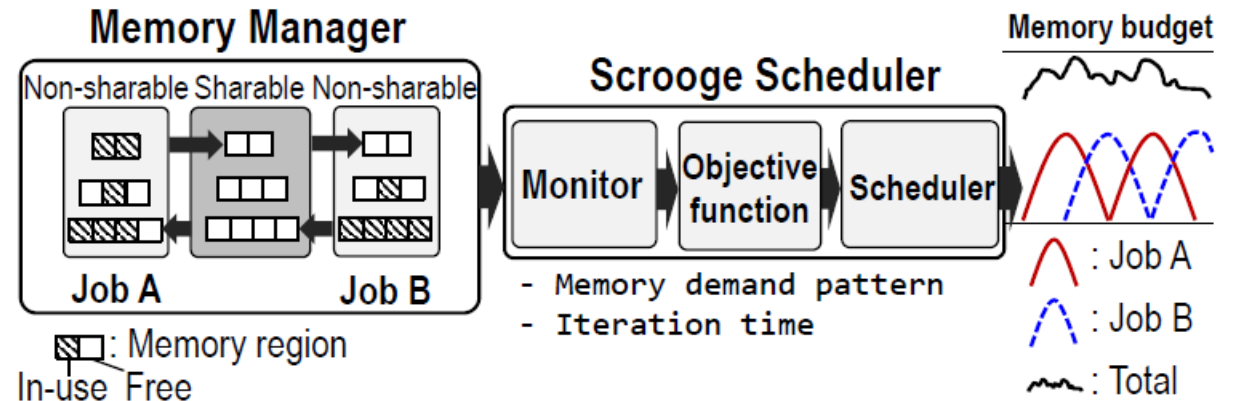 Memory Manager
Non-sharable Sharable Non-sharable
Job A
Job B
: Memory region
In-use Free
Scrooge Scheduler
Monitor
Objective
function
Scheduler
- Memory demand pattern
- Iteration time
Memory budget
: Job A
: Job B
: Total